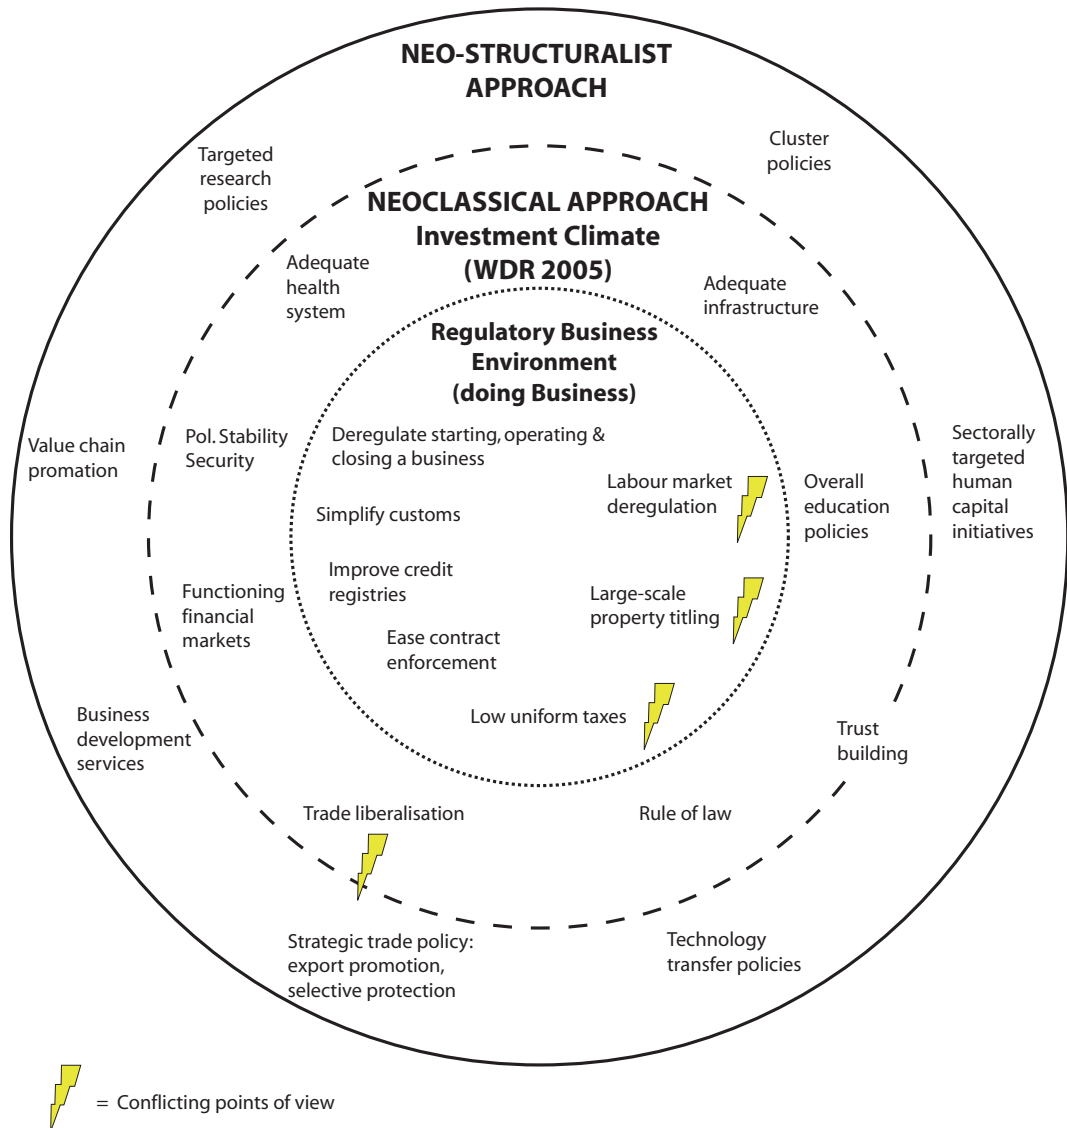 NEO-STRUCTURALIST
APPROACH
Cluster
policies
Targeted
research
policies
NEOCLASSICAL APPROACH
Investment Climate
(WDR 2005)
Adequate
health
system
Adequate
infrastructure
Regulatory Business
Environment
(doing Business)
Value chain
promation
Pol. Stability
Security
Deregulate starting, operating &
closing a business
Labour market
deregulation
Overall
education
policies
Sectorally
targeted
human
capital
initiatives
Simplify customs
Improve credit
registries
Functioning
financial
markets
Large-scale
property titling
Ease contract
enforcement
Low uniform taxes
Business
development
services
Trust
building
Trade liberalisation
Rule of law
Strategic trade policy:
export promotion,
selective protection
Technology
transfer policies
= Conflicting points of view